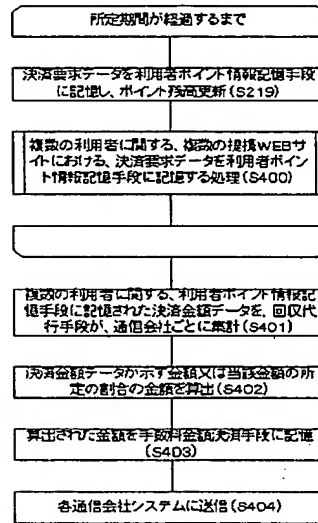 所定期間が経過するまで
決済要求データを利用者ポイント情報記憶手段
に記憶し、ポイント残高更新(S219)
複数の利用者に関する、複数の提携WEBサ
イトにおける、決済要求データを利用者ポイン
ト情報記憶手段に記憶する処理(S400)
複数の利用者に関する、利用者ポイント情報記
憶手段に記憶された決済金額データを、回収代
行手段が、通信会社ごとに集計(S401)
決済金額データが示す金額又は当該金額の所
定の割合の金額を算出(S402)
算出された金額を手数料金額決済手段に記憶
(S403)
各通信会社システムに送信(S404)